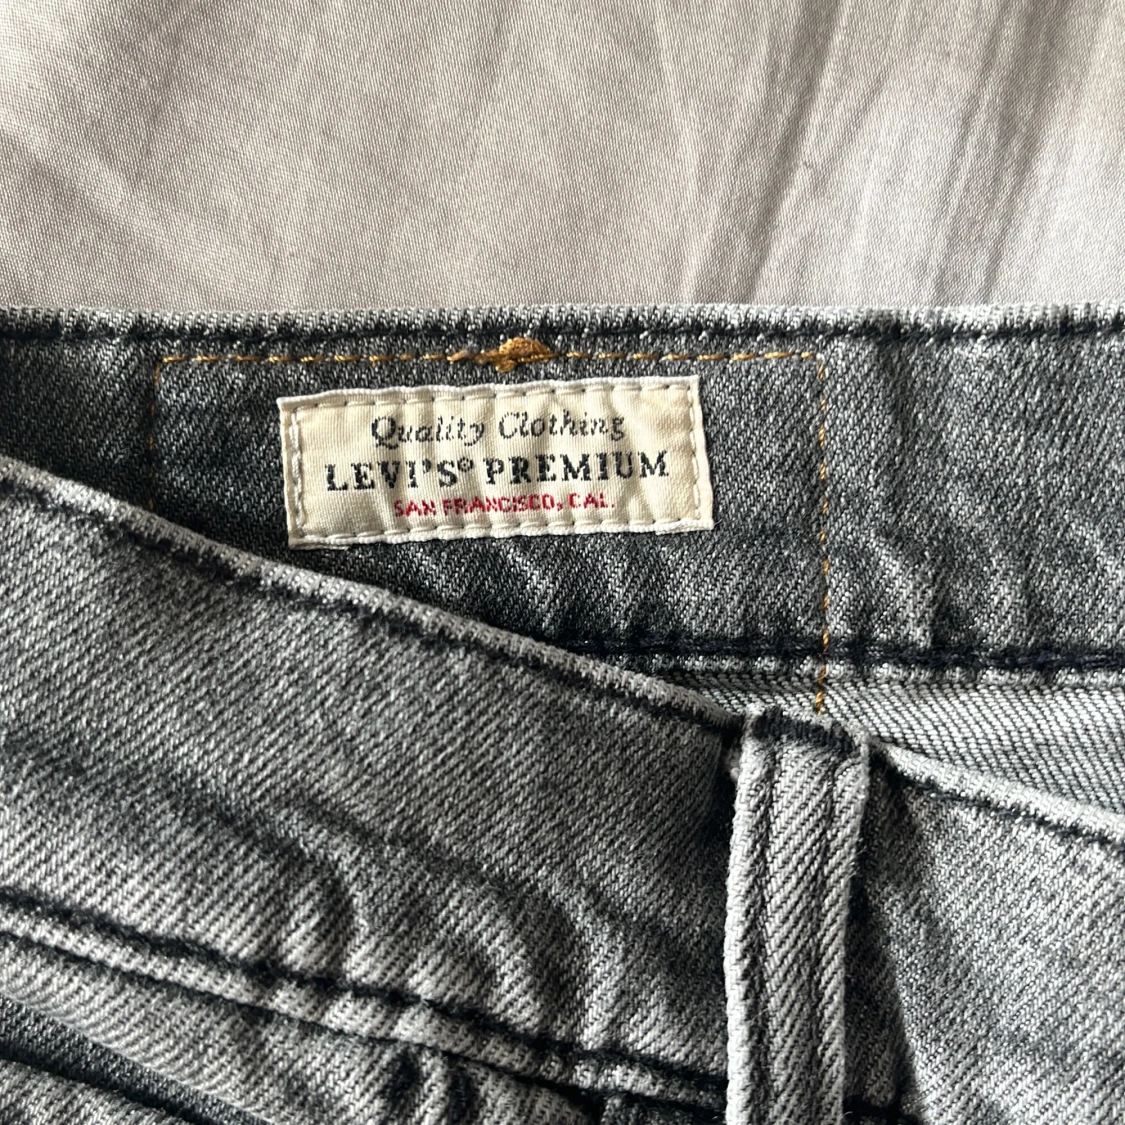 Quality Clothing
LEVI'S® PREMIUM
SAN FRANCISCO, CAL.